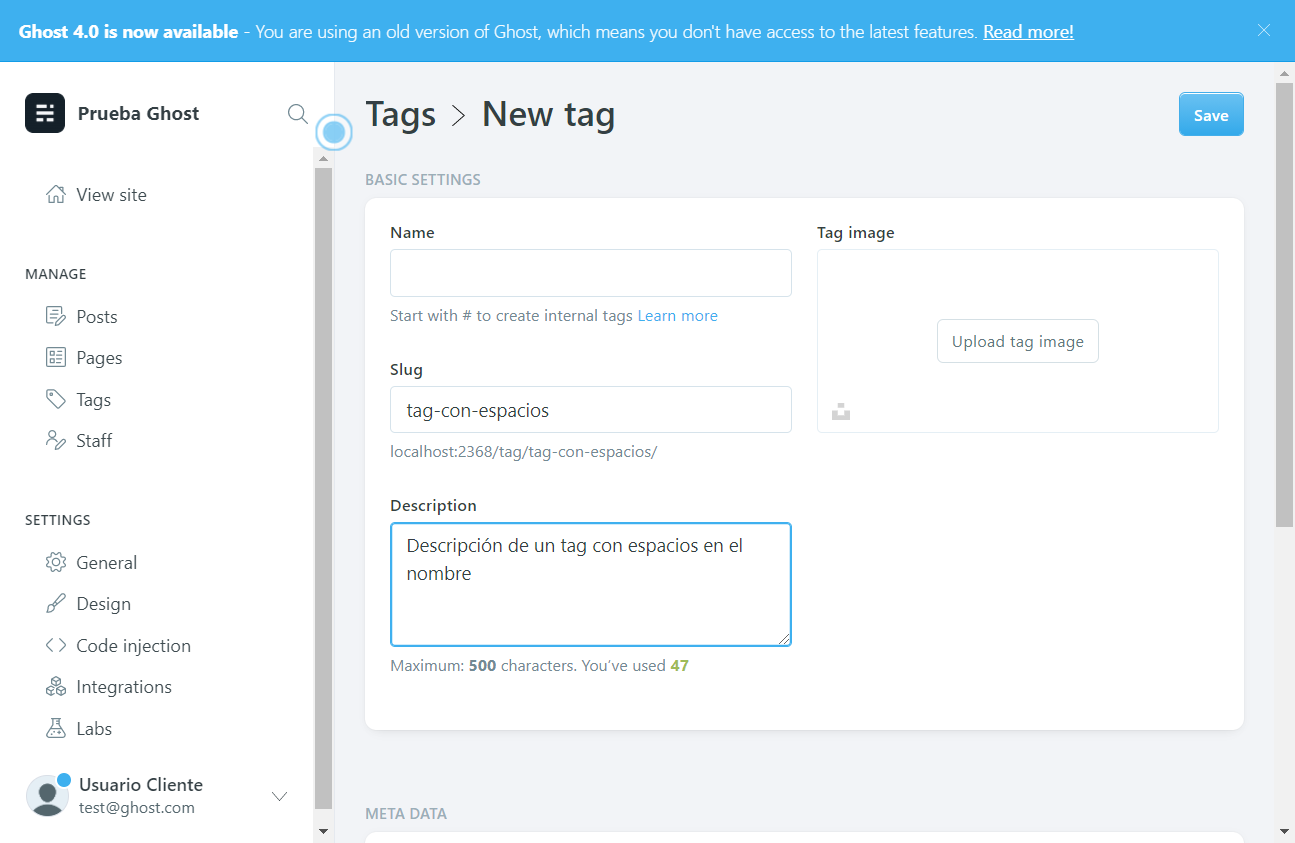 Ghost 4.0 is now available - You are using an old version of Ghost, which means you don't have access to the latest features. Read more!
Prueba Ghost
View site
MANAGE
Posts
Pages
Tags
Staff
SETTINGS
General
Design
Code injection
Integrations
Labs
Usuario Cliente
test@ghost.com
Tags > New tag
Save
BASIC SETTINGS
Name
Start with # to create internal tags Learn more
Slug
tag-con-espacios
localhost:2368/tag/tag-con-espacios/
Description
Descripción de un tag con espacios en el
nombre
Maximum: 500 characters. You’ve used 47
Tag image
Upload tag image
META DATA